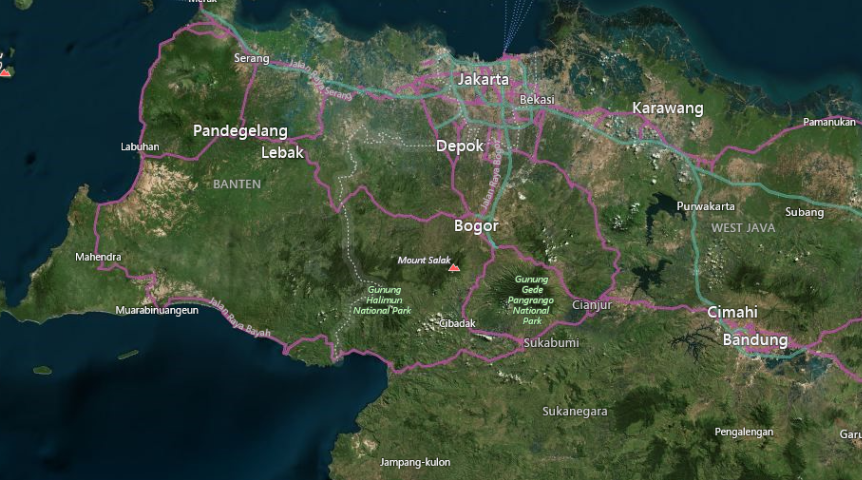 Merak
Serang
Jalan Raya Serang
Jakarta
Bekasi
Karawang
Pamanukan
Pandegelang
Labuhan
Lebak
Depok
Jalan Raya Bogor
BANTEN
Purwakarta
Subang
WEST JAVA
Bogor
Mahendra
Mount Salak
Gunung
Halimun
National Park
Gunung
Gede
Pangrango
National
Park
Cianjur
Muarabinuangeun
Jalan Raya Bayah
Cibadak
Cimahi
Bandung
Sukabumi
Sukanegara
Pengalengan
Garu
Jampang-kulon